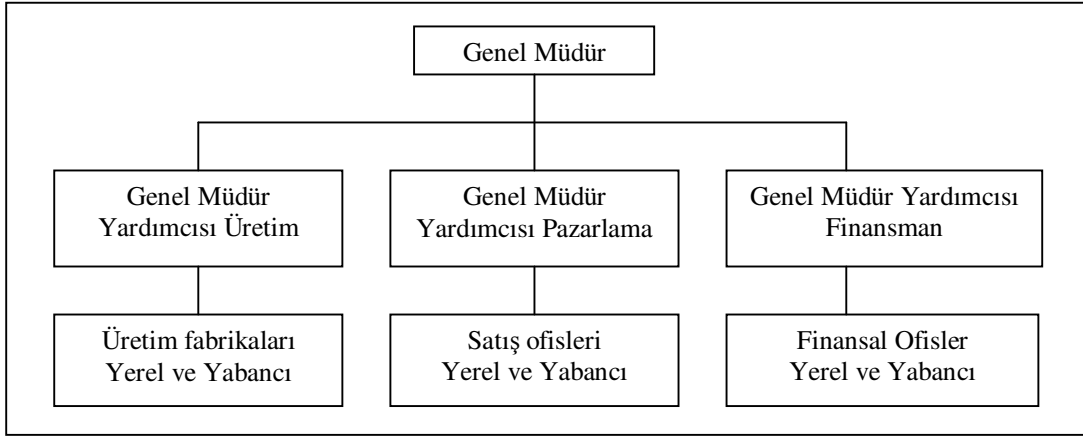 Genel Müdür
Genel Müdür
Yardımcısı Üretim
Genel Müdür
Yardımcısı Pazarlama
Genel Müdür Yardımcısı
Finansman
Üretim fabrikaları
Yerel ve Yabancı
Satış ofisleri
Yerel ve Yabancı
Finansal Ofisler
Yerel ve Yabancı